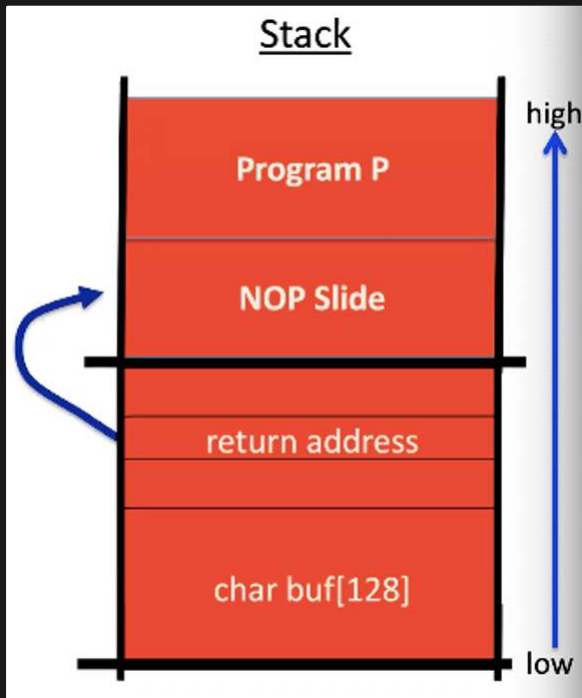 Stack
high
Program P
NOP Slide
return address
char buf[128]
low